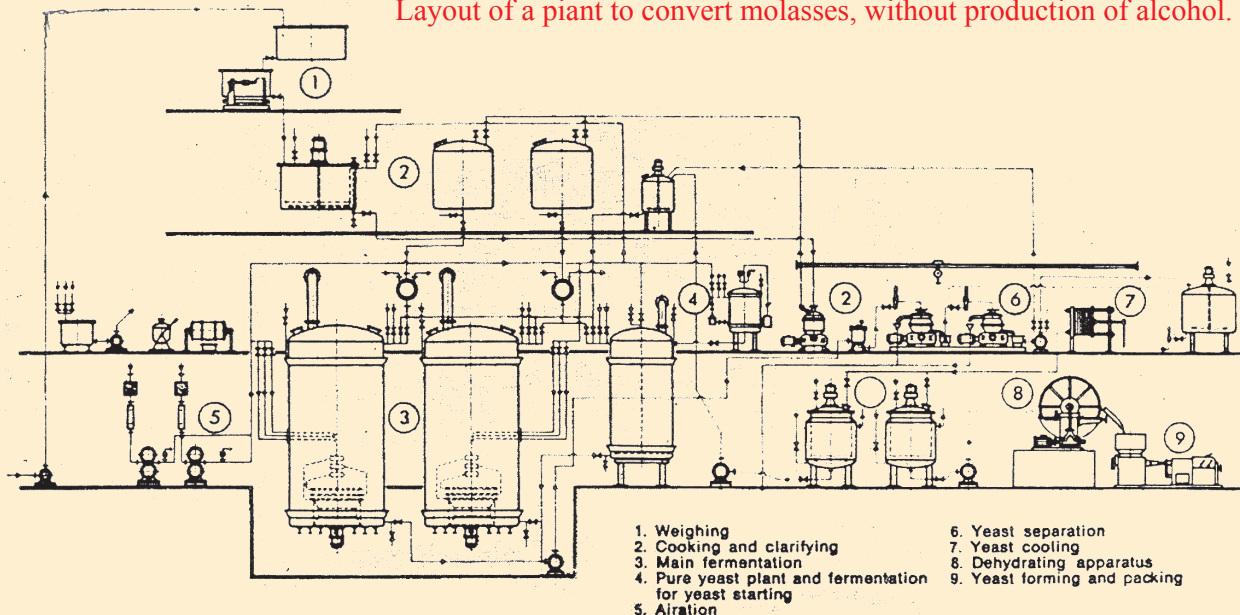 Layout of a piant to convert molasses, without production of alcohol.
1
2
4
2
6
7
3
5
8
9
1. Weighing
2. Cooking and clarifying
3. Main fermentation
4. Pure yeast plant and fermentation
for yeast starting
5. Airation
6. Yeast separation
7. Yeast cooling
8. Dehydrating apparatus
9. Yeast forming and packing